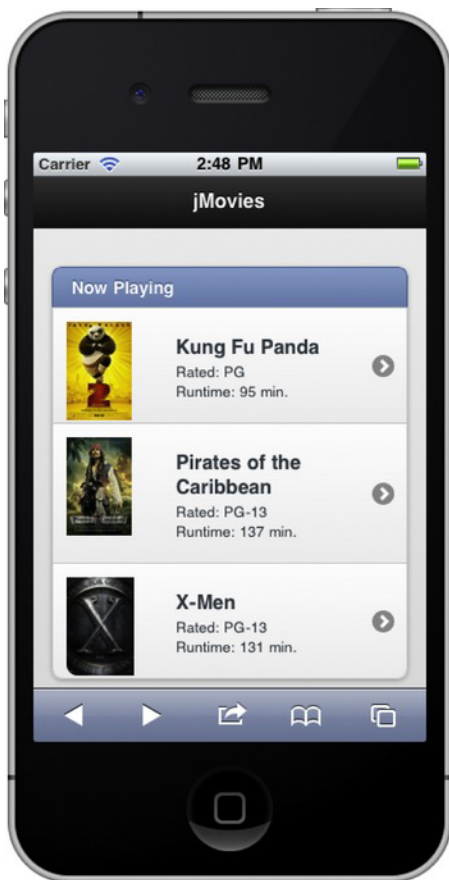 Carrier 2:48 PM
jMovies
Now Playing
2
Kung Fu Panda
Rated: PG
Runtime: 95 min.
Pirates of the
Caribbean
Rated: PG-13
Runtime: 137 min.
X
X-Men
Rated: PG-13
Runtime: 131 min.